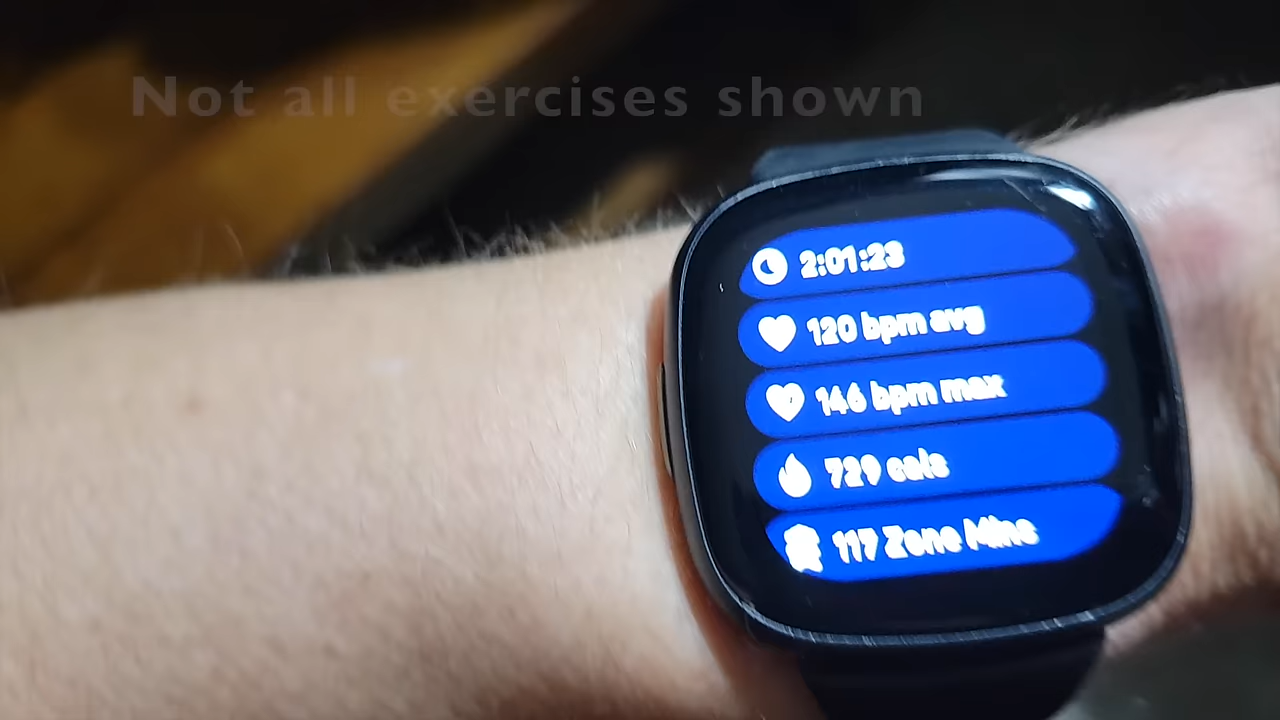 Not all exercises shown
2:01:23
120 bpm avg
146 bpm max
729 cals
117 Zone Mins